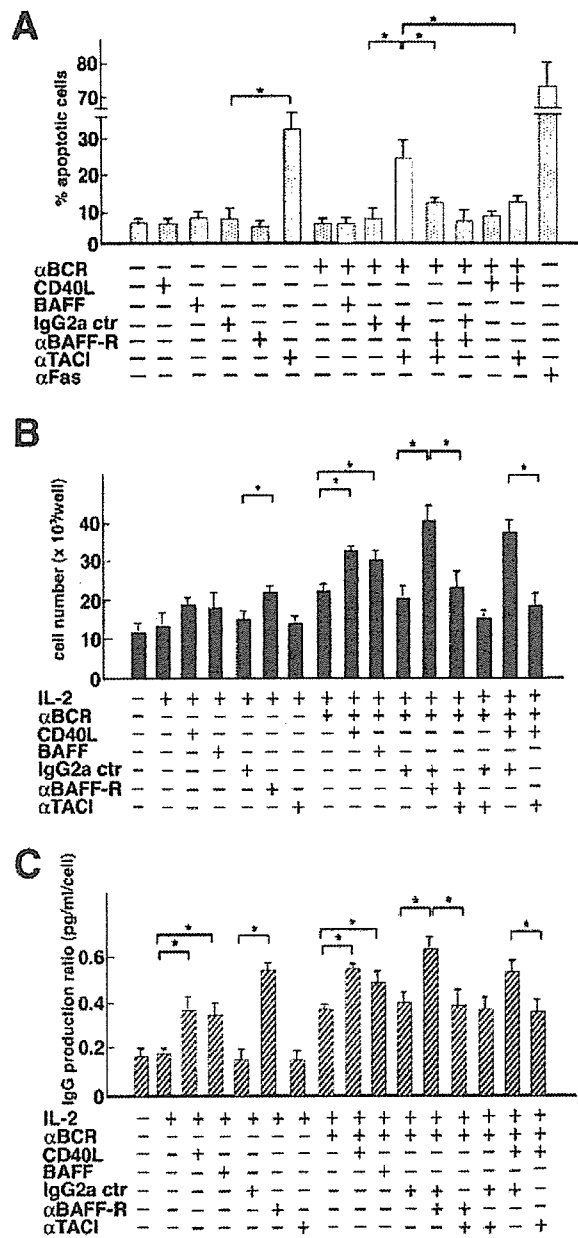 A
* * * *
80
70
30
20
10
0
% apoptotic cells
αBCR − − − − − − + + + + + + + + −
CD40L − + − − − − − − − − − − + + −
BAFF − − + − − − − + − − − − − − −
IgG2a ctr − − − + − − − − + + − + − − −
αBAFF-R − − − − + − − − − − + + − − −
αTACI − − − − − + − − − + + − − + −
αFas − − − − − − − − − − − − − − +
B
* * * * * *
40
30
20
10
cell number (x 10³/well)
IL-2 − + + + + + + + + + + + + + + +
αBCR − − − − − − − + + + + + + + + +
CD40L − − + − − − − − + − − − − − + +
BAFF − − − + − − − − − + − − − − − −
IgG2a ctr − − − − + − − − − − + + − + + −
αBAFF-R − − − − − + − − − − − + + − − −
αTACI − − − − − − + − − − − − + + − +
C
* * * * * * * *
0.6
0.4
0.2
0
IgG production ratio (pg/ml/cell)
IL-2 − + + + + + + + + + + + + + + +
αBCR − − − − − − − + + + + + + + + +
CD40L − − + − − − − − + − − − − − + +
BAFF − − − + − − − − − + − − − − − −
IgG2a ctr − − − − + − − − − − + + − + + −
αBAFF-R − − − − − + − − − − − + + − − −
αTACI − − − − − − + − − − − − + + − +